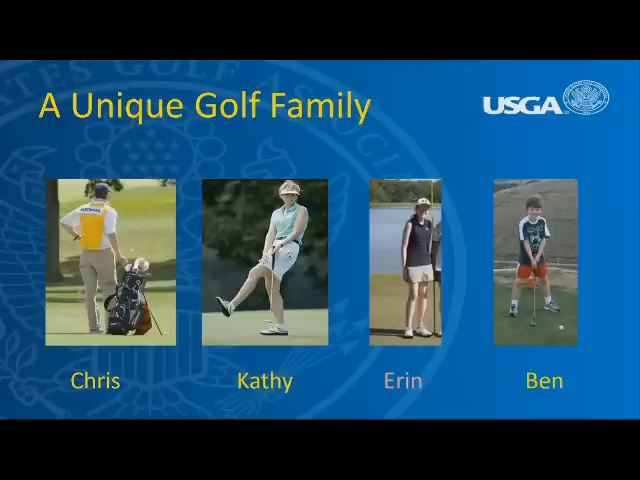 A Unique Golf Family
USGA
Chris
Kathy
Erin
Ben